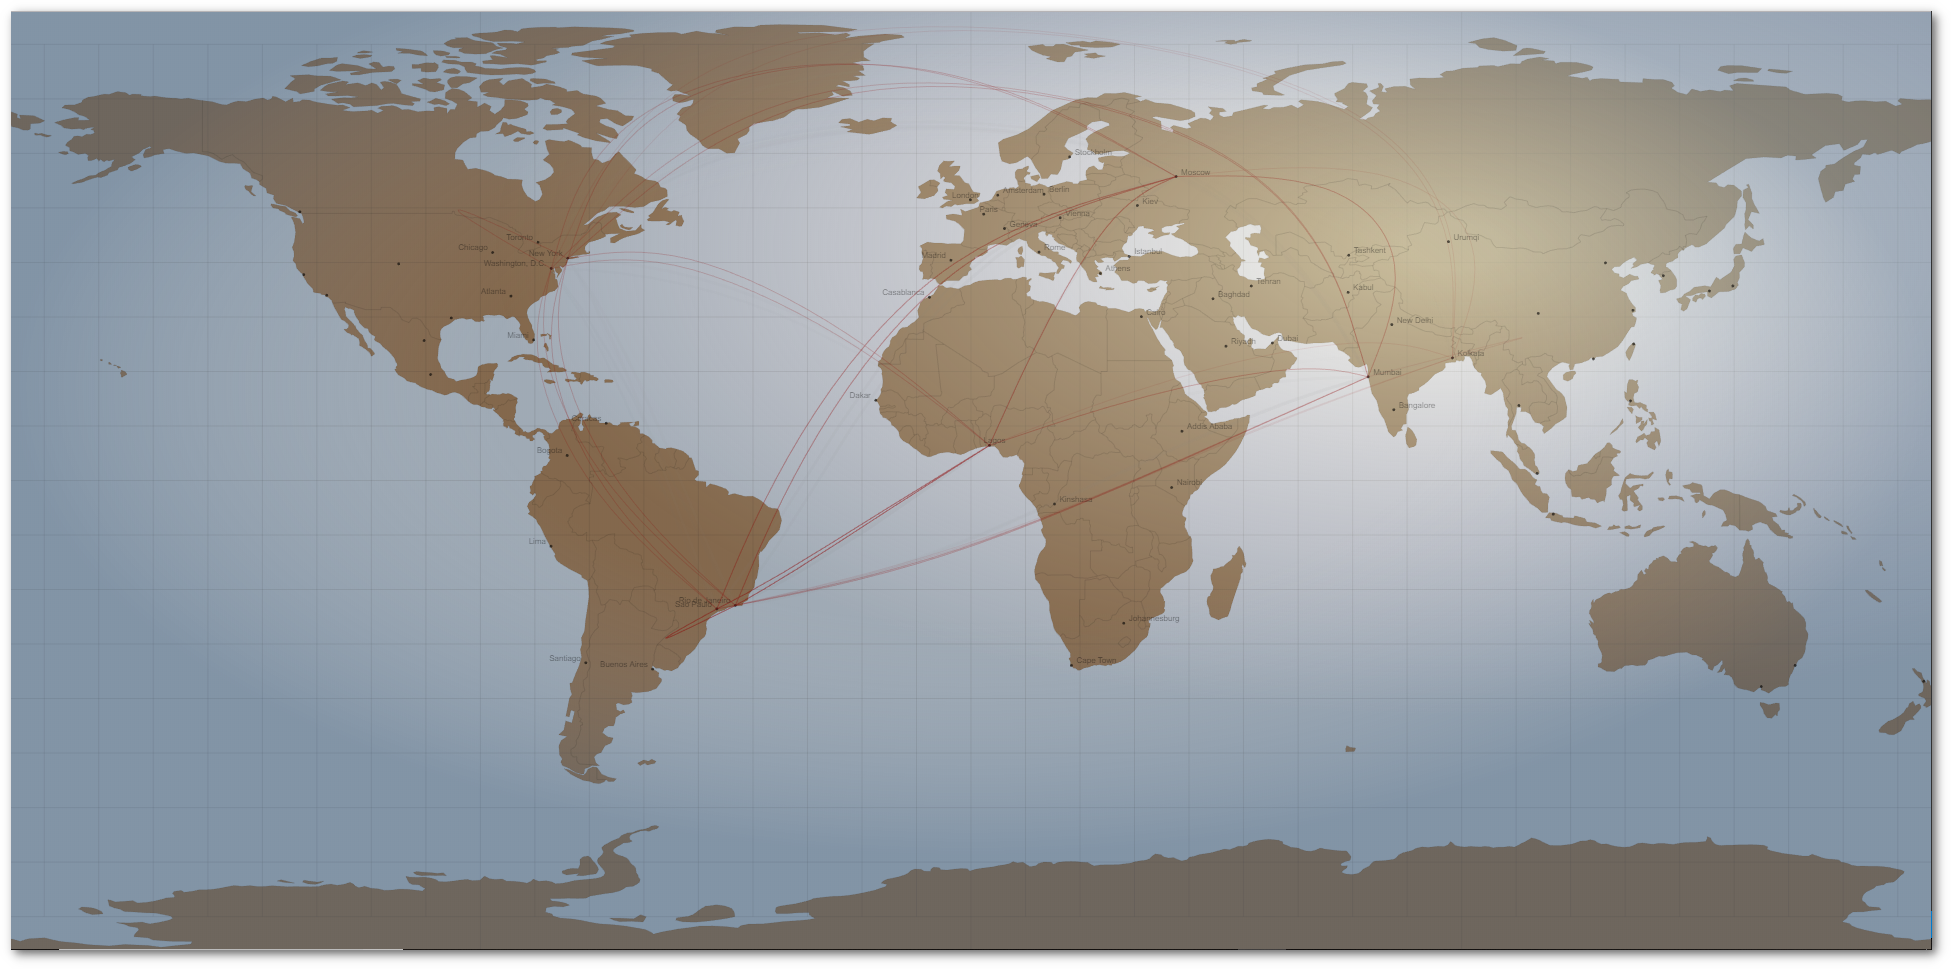 Stockholm
Moscow
Amsterdam
Berlin
London
Kiev
Paris
Vienna
Geneva
Toronto
Urumqi
Chicago
Rome
New York
Istanbul
Tashkent
Madrid
Washington, D.C.
Athens
Tehran
Kabul
Atlanta
Casablanca
Baghdad
Cairo
New Delhi
Miami
Riyadh
Dubai
Kolkata
Mumbai
Dakar
Bangalore
Caracas
Addis Ababa
Lagos
Bogota
Nairobi
Kinshasa
Lima
Rio de Janeiro
Sao Paulo
Johannesburg
Santiago
Buenos Aires
Cape Town